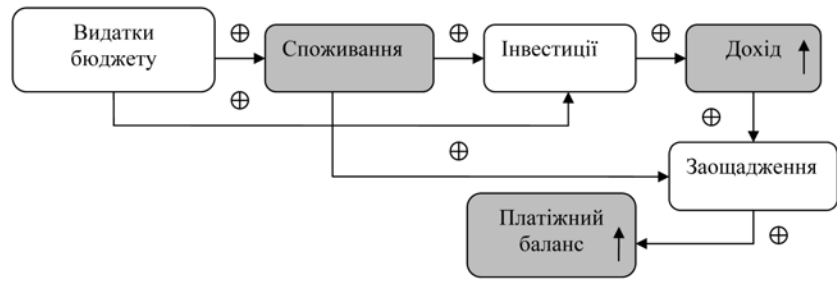 Видатки
бюджету
Споживання
Інвестиції
Дохід
Заощадження
Платіжний
баланс